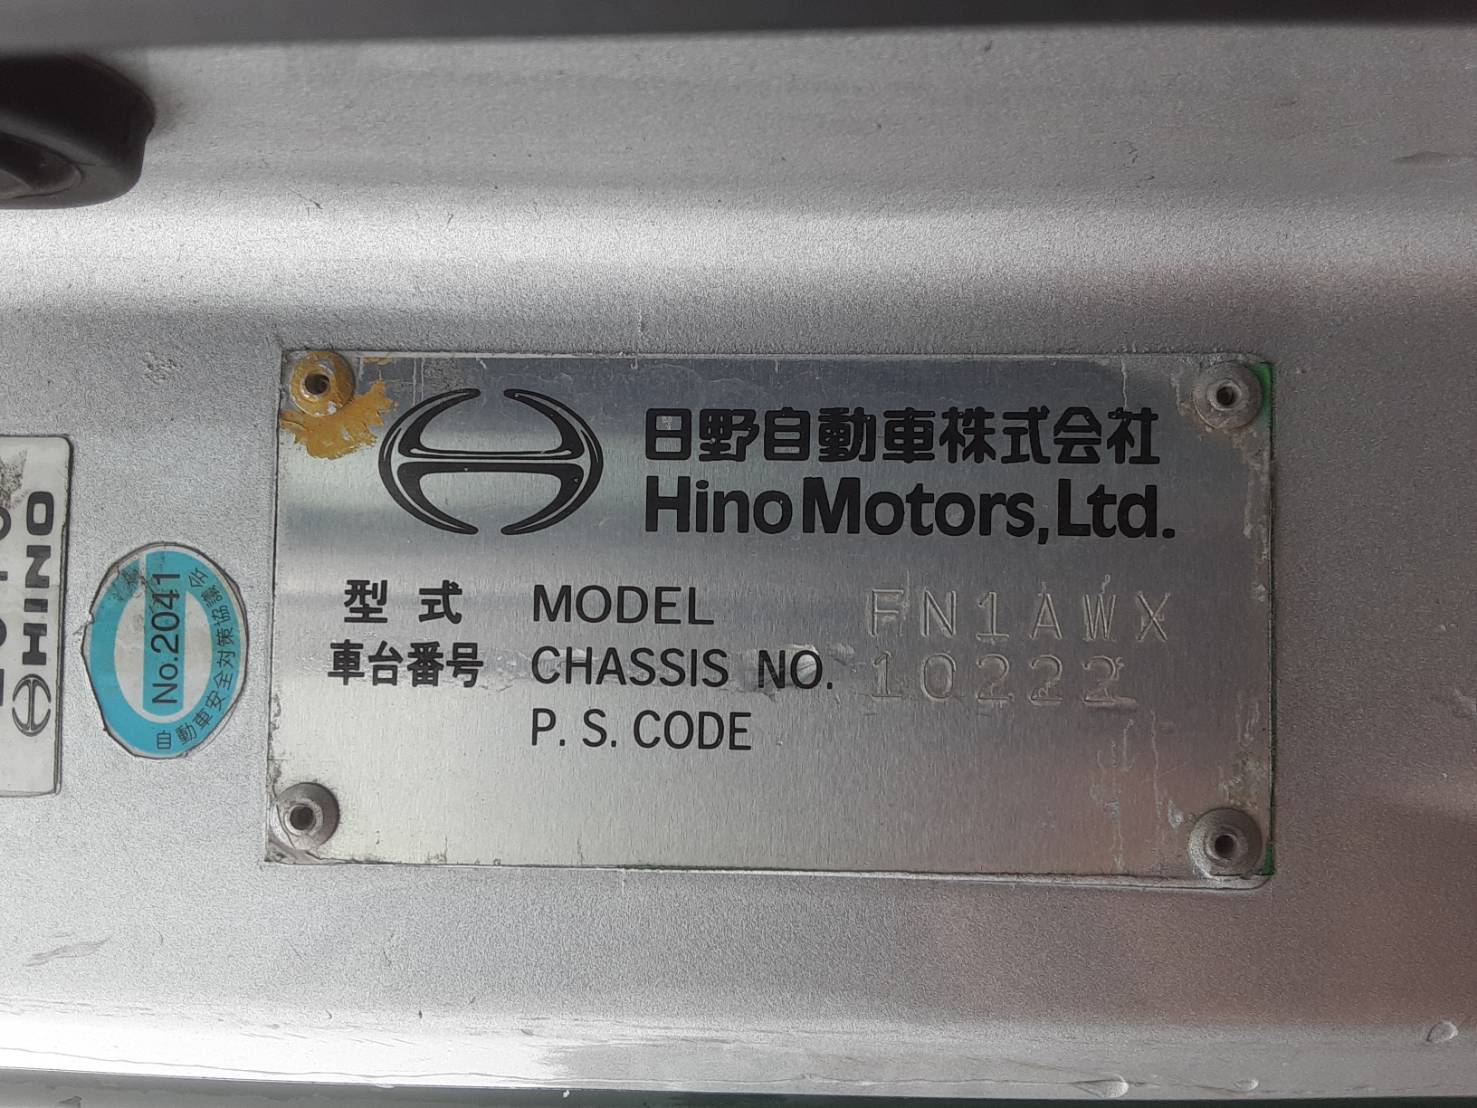 日野自動車株式会社
Hino Motors, Ltd.
型式 MODEL FN1AWX
車台番号 CHASSIS NO. 10222
P. S. CODE
No.2041
自動車安全対策協議会
HINO